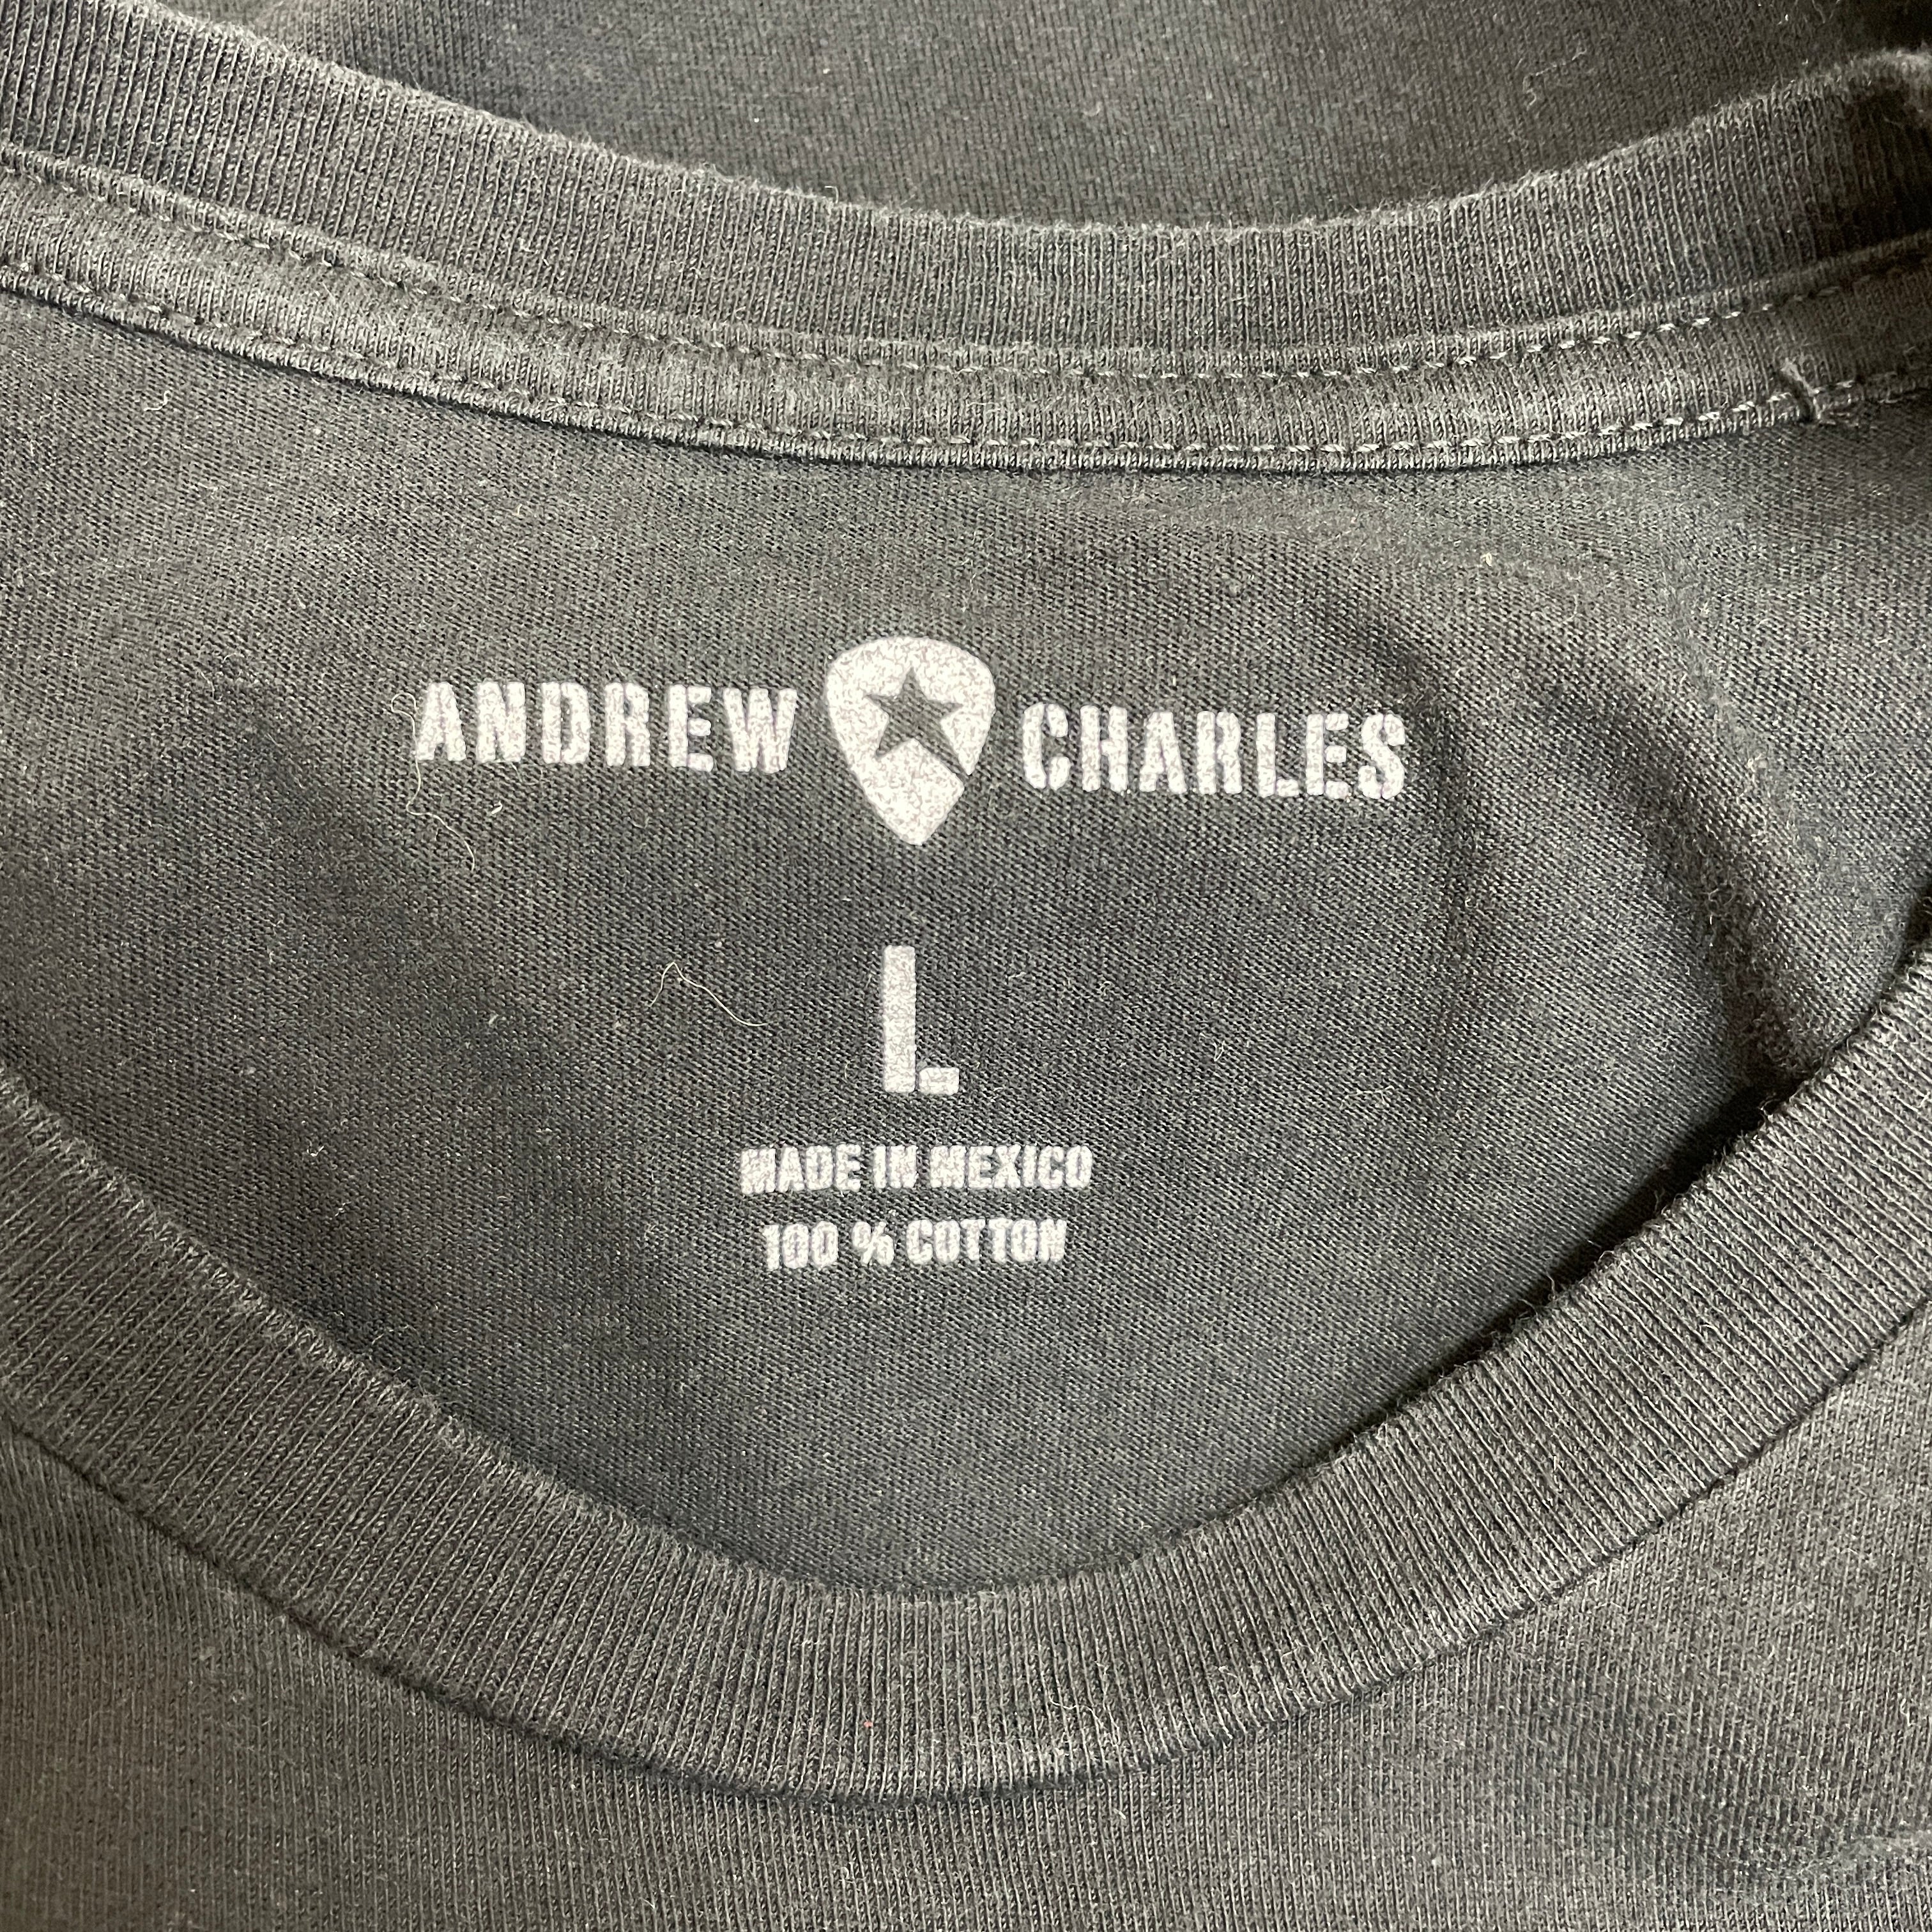 ANDREW CHARLES
L
MADE IN MEXICO
100 % COTTON